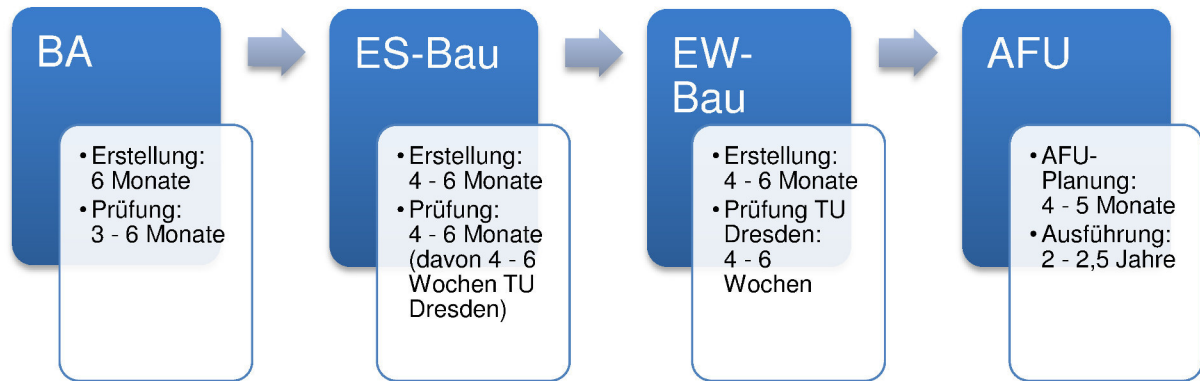 BA
• Erstellung:
6 Monate
• Prüfung:
3 - 6 Monate
ES-Bau
• Erstellung:
4 - 6 Monate
• Prüfung:
4 - 6 Monate
(davon 4 - 6
Wochen TU
Dresden)
EW-
Bau
• Erstellung:
4 - 6 Monate
• Prüfung TU
Dresden:
4 - 6
Wochen
AFU
• AFU-
Planung:
4 - 5 Monate
• Ausführung:
2 - 2,5 Jahre